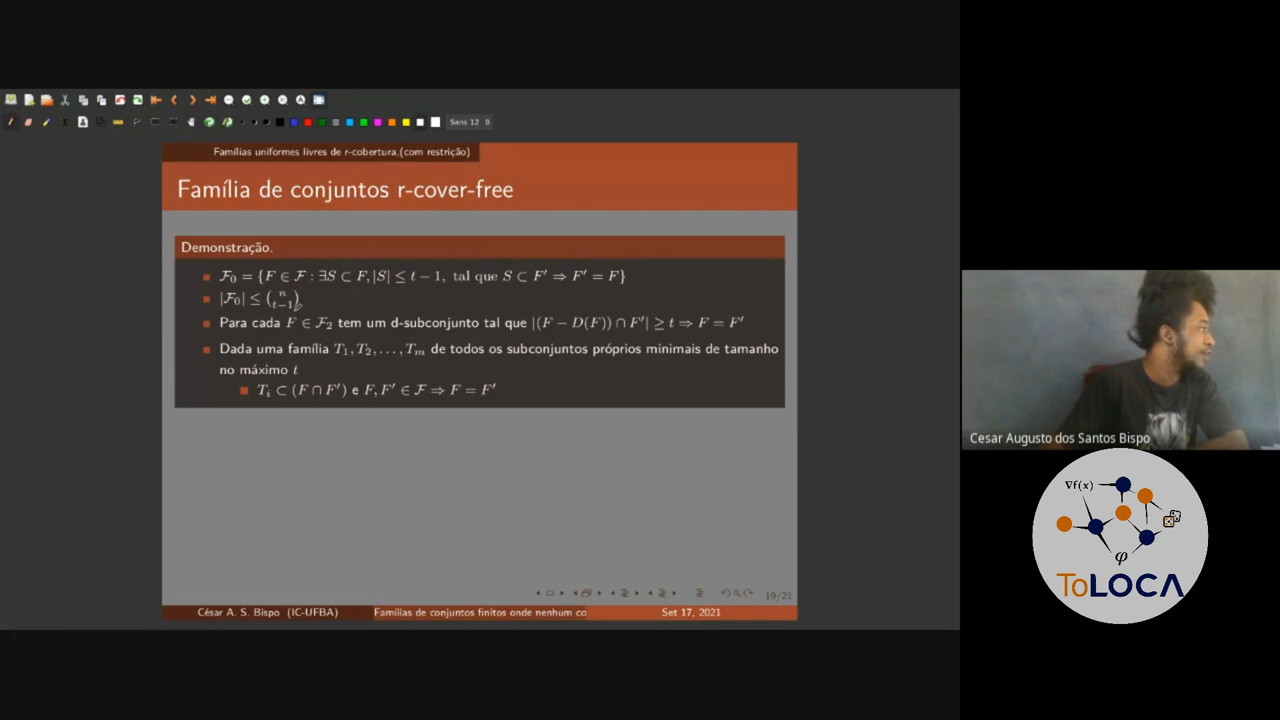 Sans 12
Famílias uniformes livres de r-cobertura,(com restrição)
Família de conjuntos r-cover-free
Demonstração.
F₀ = {F ∈ F : ∃S ⊂ F, |S| ≤ t − 1, tal que S ⊂ F′ ⇒ F′ = F}
|F₀| ≤ (n t−1)
Para cada F ∈ F₂ tem um d-subconjunto tal que |(F − D(F)) ∩ F′| ≥ t ⇒ F = F′
Dada uma família T₁, T₂, . . . , Tₘ de todos os subconjuntos próprios minimais de tamanho
no máximo t
Tᵢ ⊂ (F ∩ F′) e F, F′ ∈ F ⇒ F = F′
19/21
César A. S. Bispo (IC-UFBA) Famílias de conjuntos finitos onde nenhum co Set 17, 2021
Cesar Augusto dos Santos Bispo
∇f(x)
φ
ToLOCA